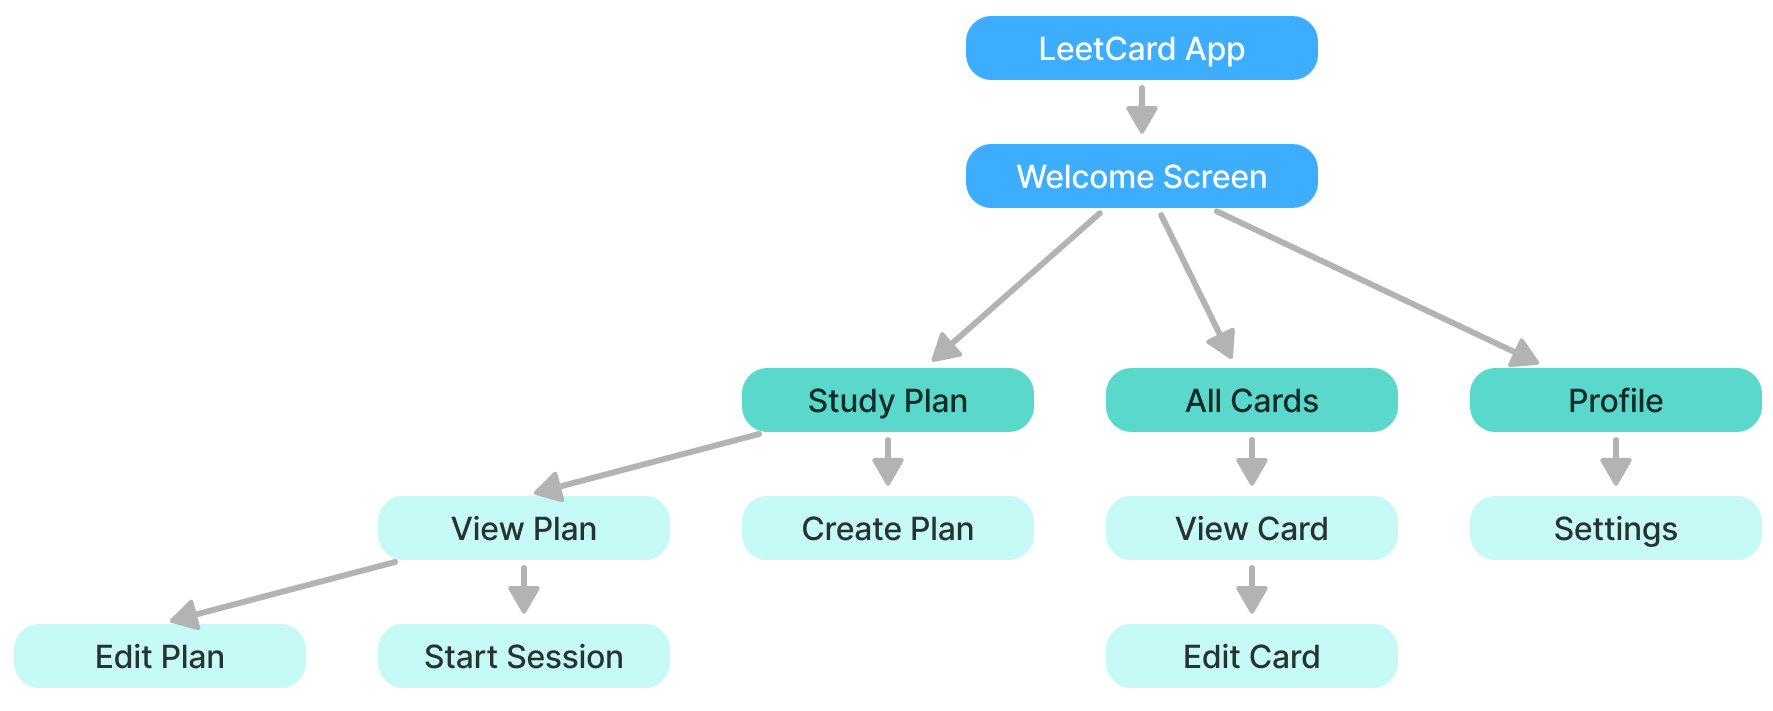 LeetCard App
Welcome Screen
Study Plan
All Cards
Profile
View Plan
Create Plan
View Card
Settings
Edit Plan
Start Session
Edit Card